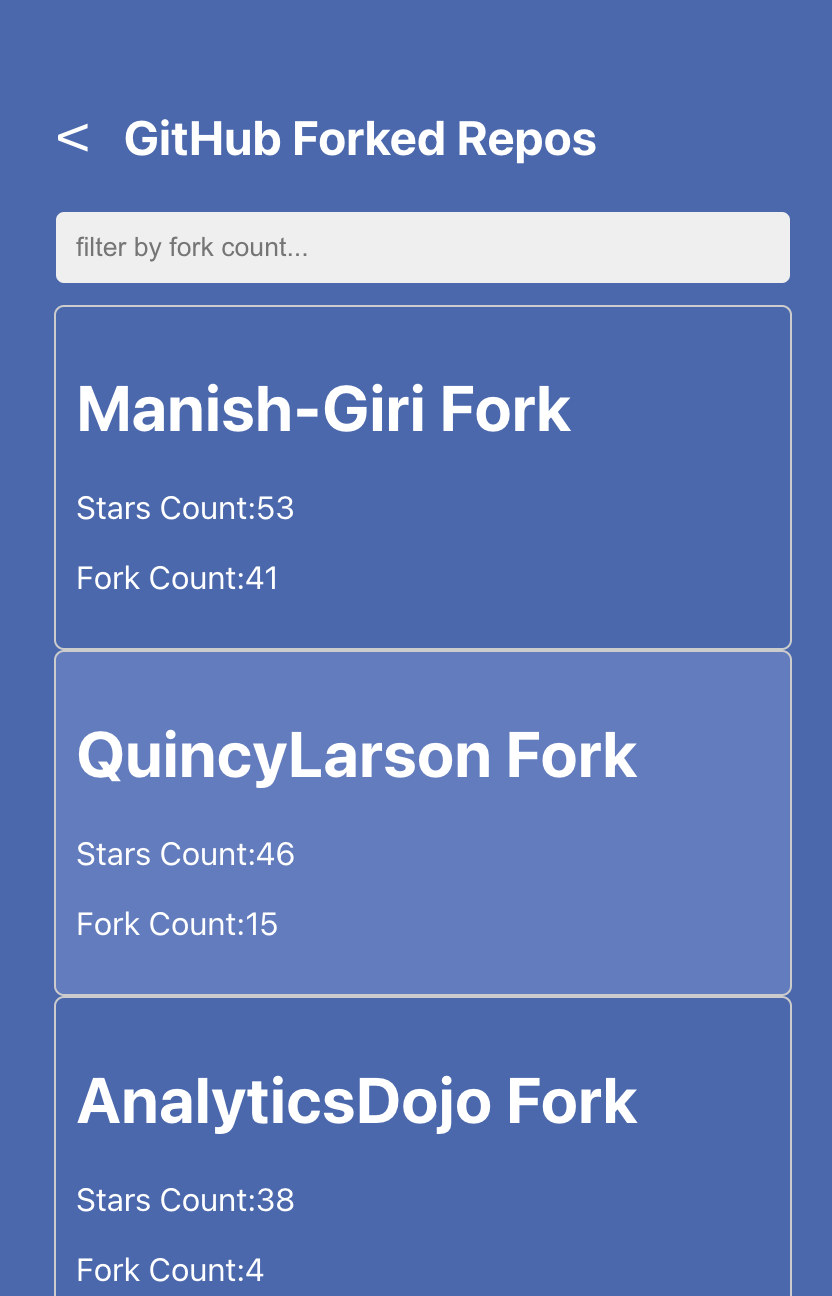 < GitHub Forked Repos
filter by fork count...
Manish-Giri Fork
Stars Count:53
Fork Count:41
QuincyLarson Fork
Stars Count:46
Fork Count:15
AnalyticsDojo Fork
Stars Count:38
Fork Count:4